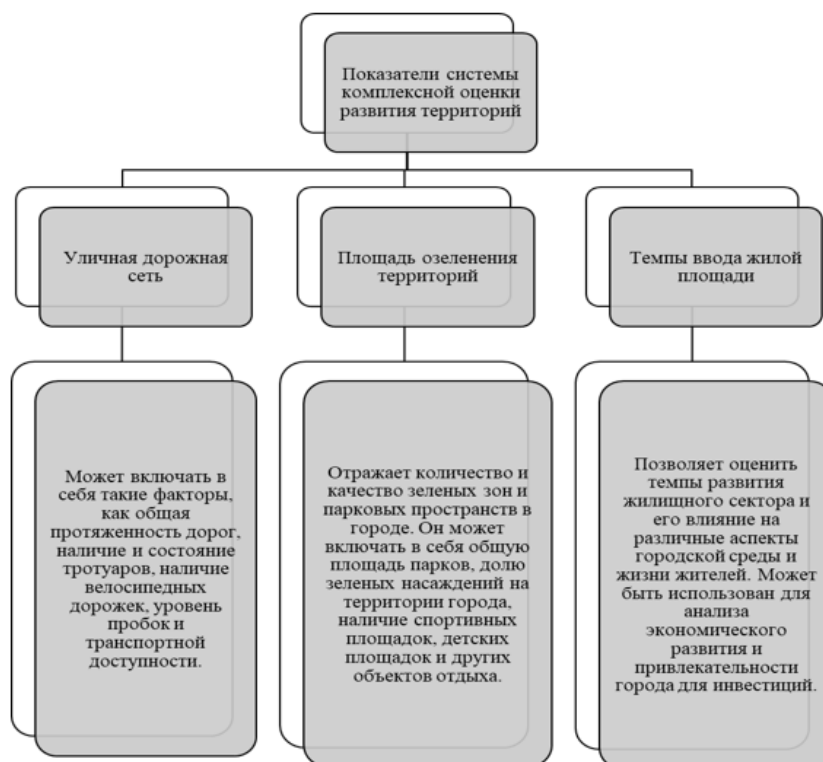 Показатели системы
комплексной оценки
развития территорий
Уличная дорожная
сеть
Площадь озеленения
территорий
Темпы ввода жилой
площади
Может включать в
себя такие факторы,
как общая
протяженность дорог,
наличие и состояние
тротуаров, наличие
велосипедных
дорожек, уровень
пробок и
транспортной
доступности.
Отражает количество и
качество зеленых зон и
парковых пространств в
городе. Он может
включать в себя общую
площадь парков, долю
зеленых насаждений на
территории города,
наличие спортивных
площадок, детских
площадок и других
объектов отдыха.
Позволяет оценить
темпы развития
жилищного сектора и
его влияние на
различные аспекты
городской среды и
жизни жителей. Может
быть использован для
анализа
экономического
развития и
привлекательности
города для инвестиций.